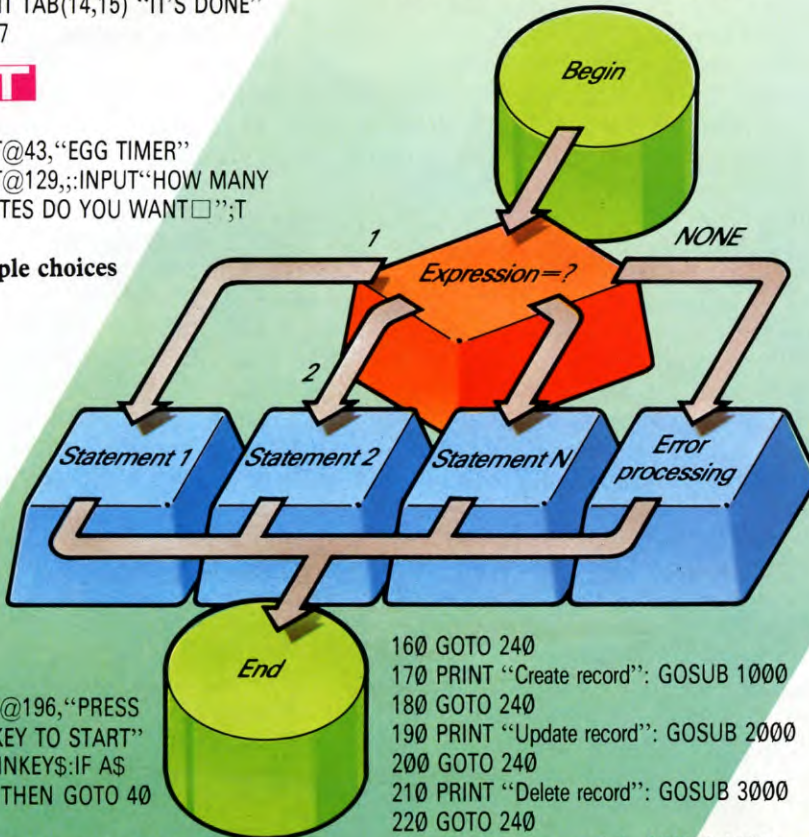 T TAB(14,15) "IT'S DONE"
7
T
T@43,"EGG TIMER"
T@129,;:INPUT"HOW MANY
TES DO YOU WANT□";T
ple choices
Begin
1
Expression=?
NONE
2
Statement 1
Statement 2
Statement N
Error
processing
End
@196,"PRESS
KEY TO START"
INKEY$:IF A$
THEN GOTO 40
160 GOTO 240
170 PRINT "Create record": GOSUB 1000
180 GOTO 240
190 PRINT "Update record": GOSUB 2000
200 GOTO 240
210 PRINT "Delete record": GOSUB 3000
220 GOTO 240